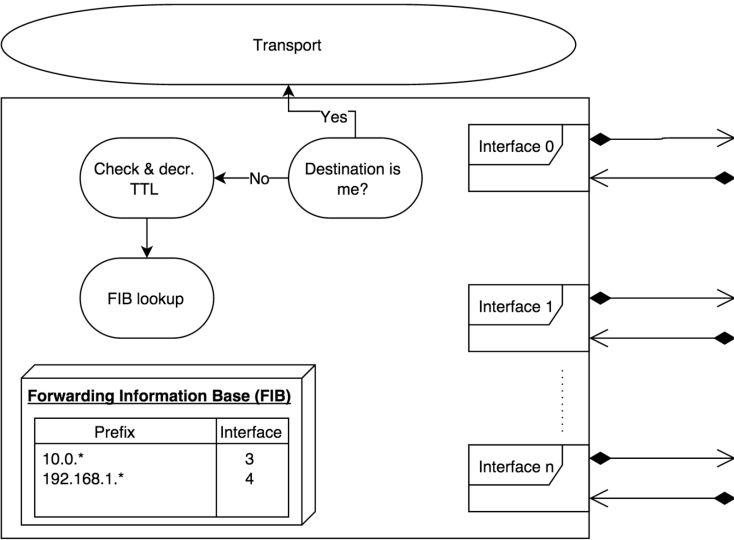 Transport
Yes
Check & decr.
TTL
No
Destination is
me?
Interface 0
FIB lookup
Interface 1
Forwarding Information Base (FIB)
Prefix Interface
10.0.* 3
192.168.1.* 4
Interface n